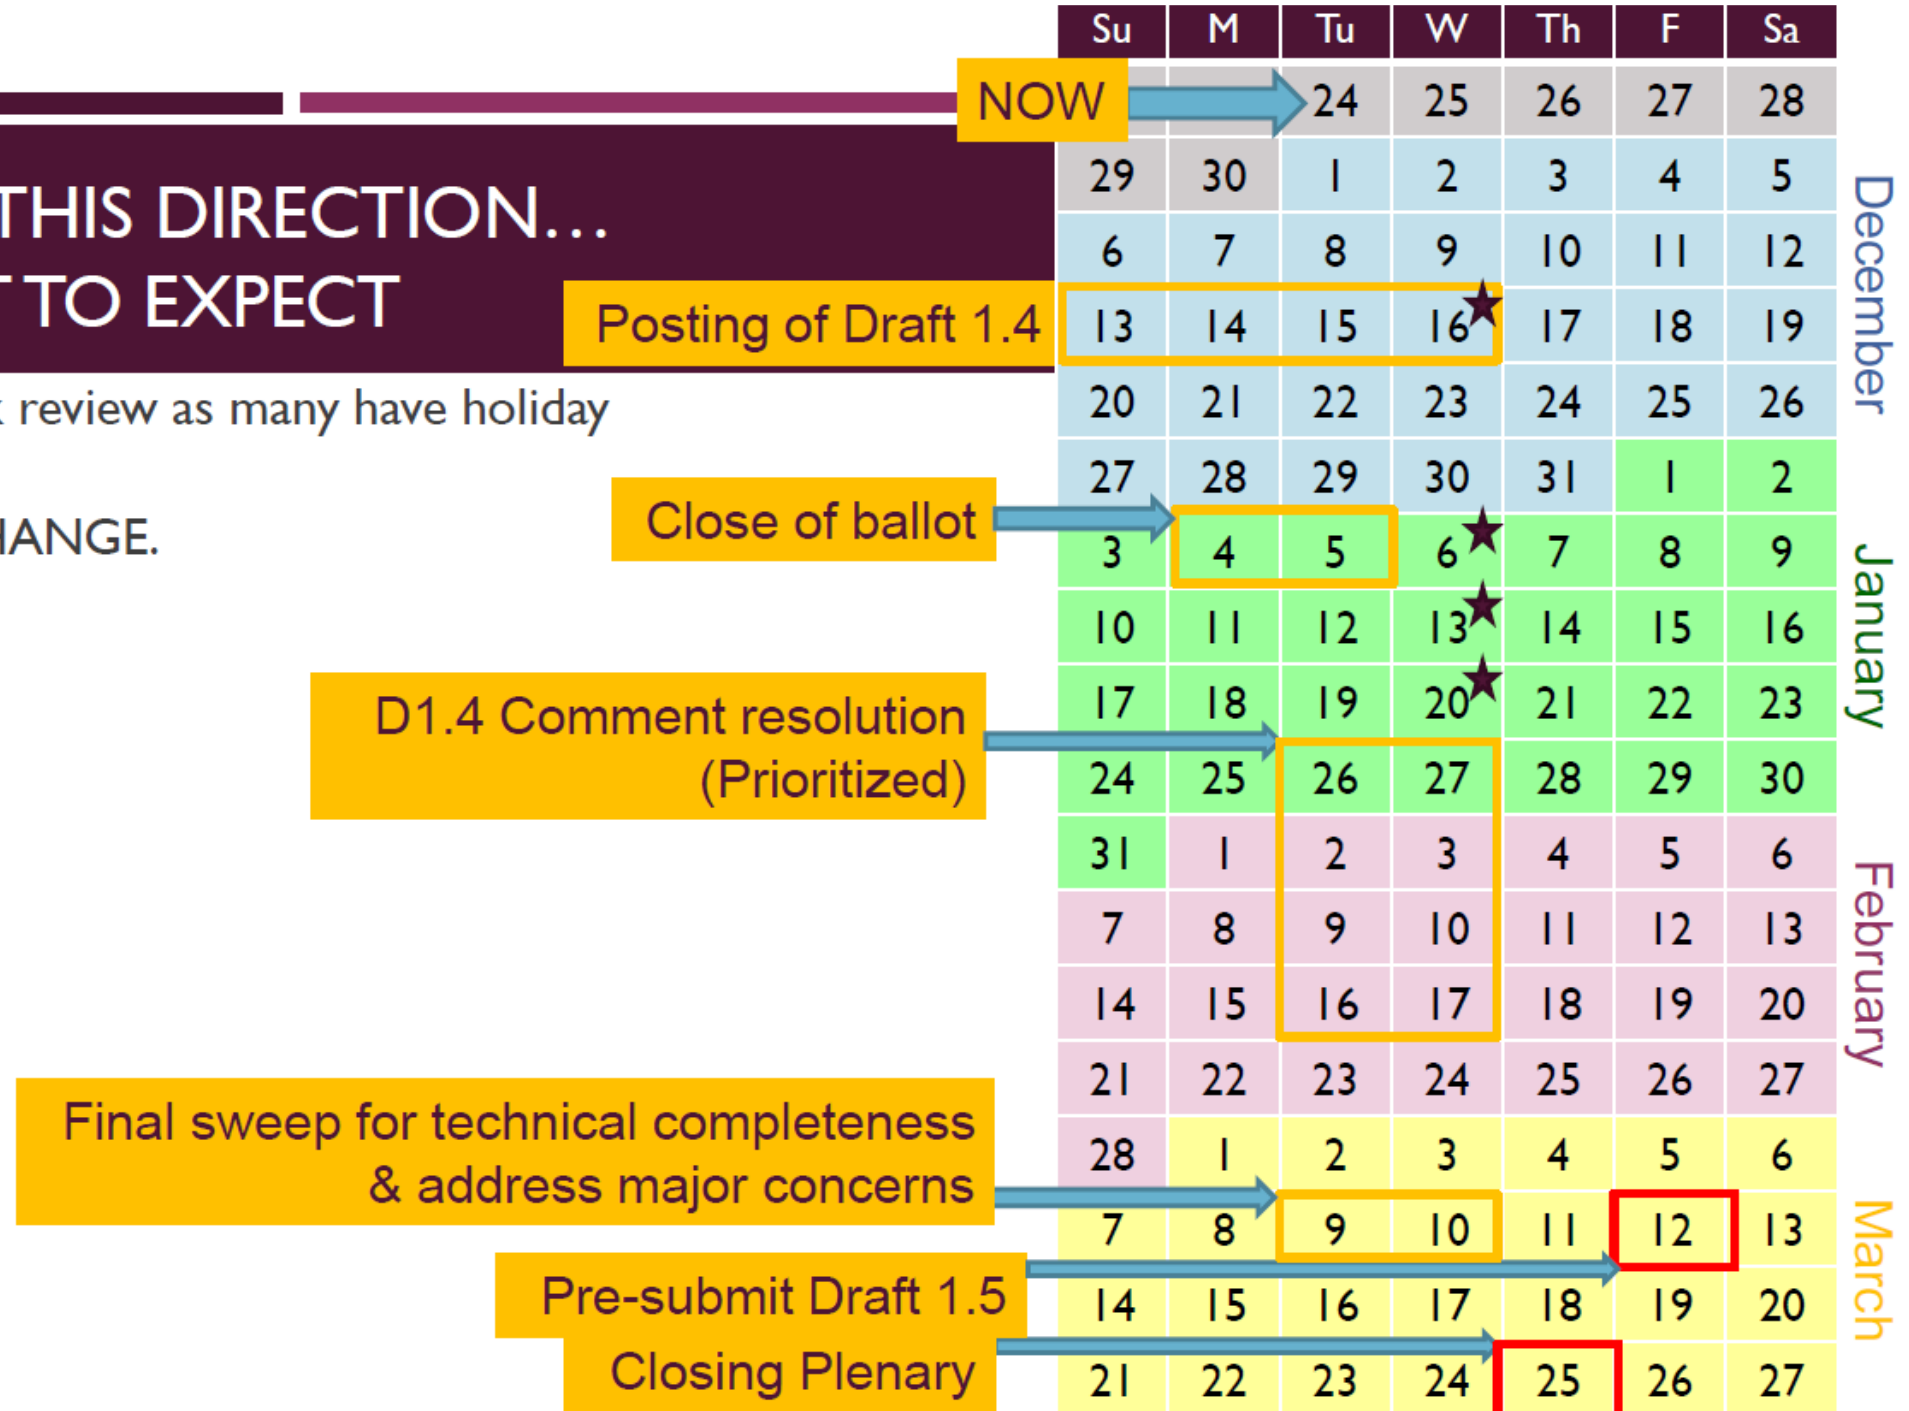 Su M Tu W Th F Sa
NOW
24 25 26 27 28
29 30 1 2 3 4 5
THIS DIRECTION…
TO EXPECT
6 7 8 9 10 11 12
Posting of Draft 1.4
13 14 15 16 17 18 19
review as many have holiday
20 21 22 23 24 25 26
27 28 29 30 31 1 2
Close of ballot
HANGE.
3 4 5 6 7 8 9
10 11 12 13 14 15 16
D1.4 Comment resolution
(Prioritized)
17 18 19 20 21 22 23
24 25 26 27 28 29 30
31 1 2 3 4 5 6
7 8 9 10 11 12 13
14 15 16 17 18 19 20
21 22 23 24 25 26 27
Final sweep for technical completeness
& address major concerns
28 1 2 3 4 5 6
7 8 9 10 11 12 13
Pre-submit Draft 1.5
14 15 16 17 18 19 20
Closing Plenary
21 22 23 24 25 26 27
December
January
February
March